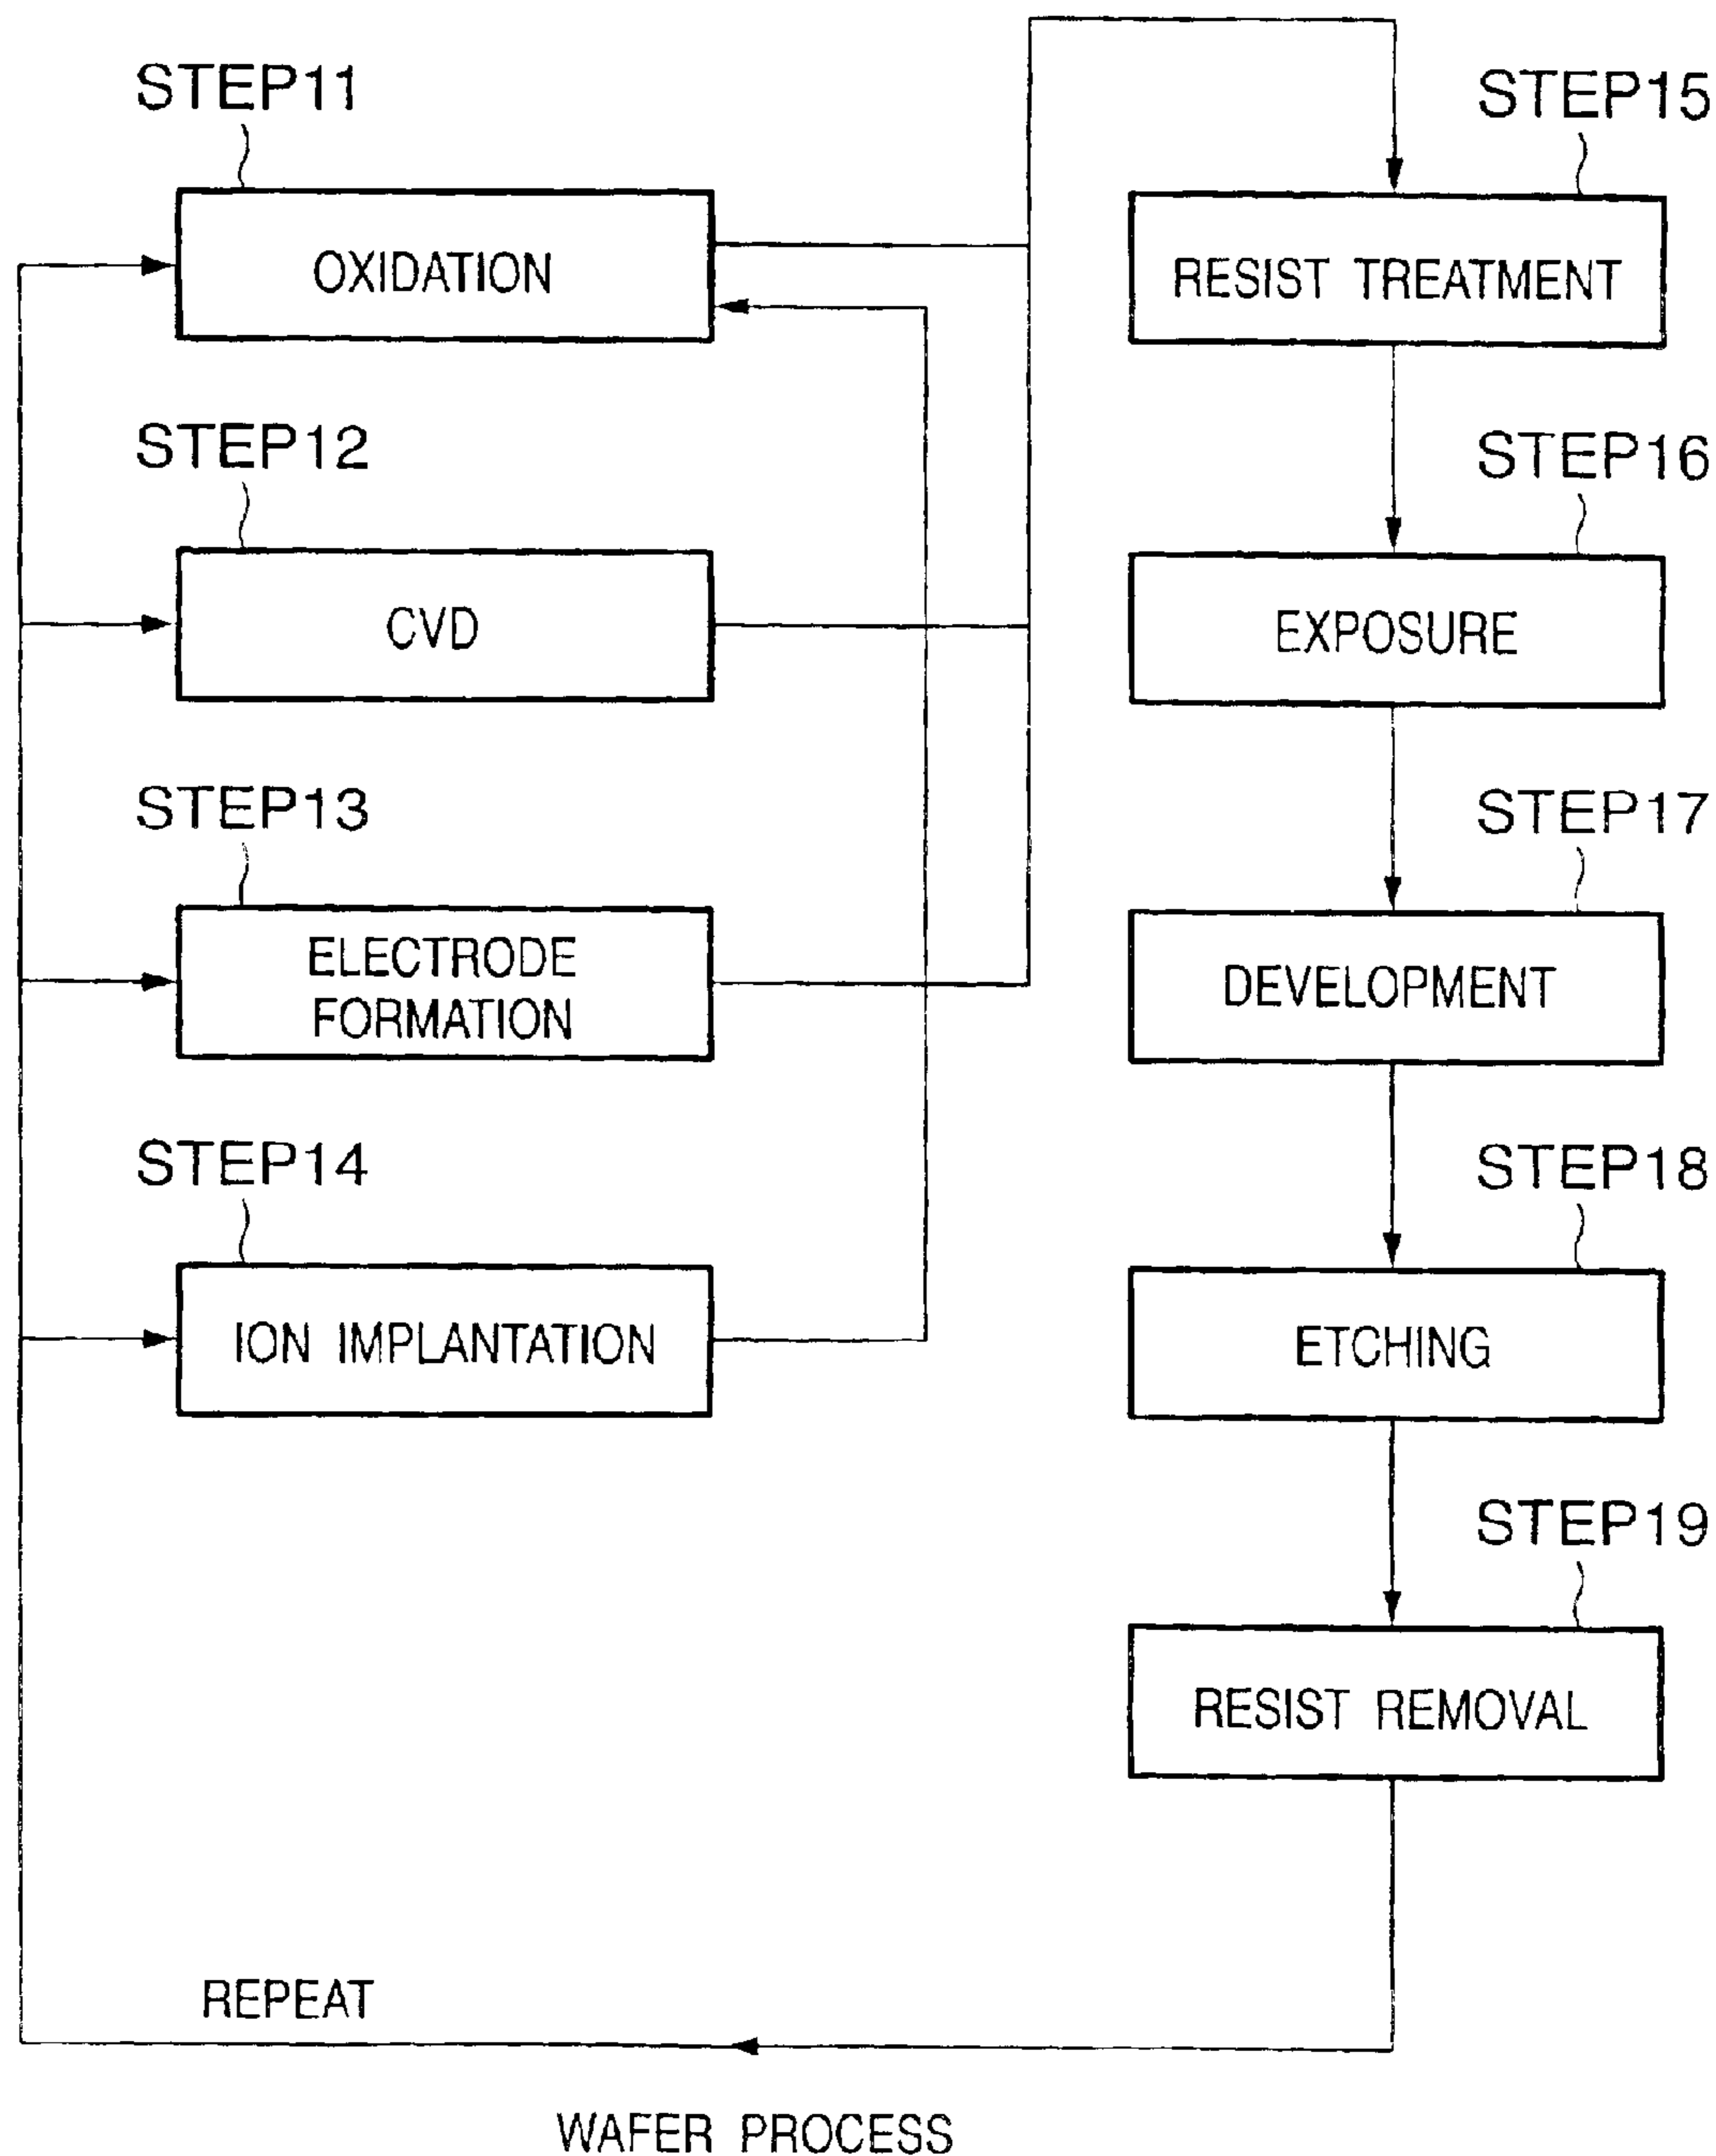 STEP11
OXIDATION
STEP12
CVD
STEP13
ELECTRODE
FORMATION
STEP14
ION IMPLANTATION
STEP15
RESIST TREATMENT
STEP16
EXPOSURE
STEP17
DEVELOPMENT
STEP18
ETCHING
STEP19
RESIST REMOVAL
REPEAT
WAFER PROCESS